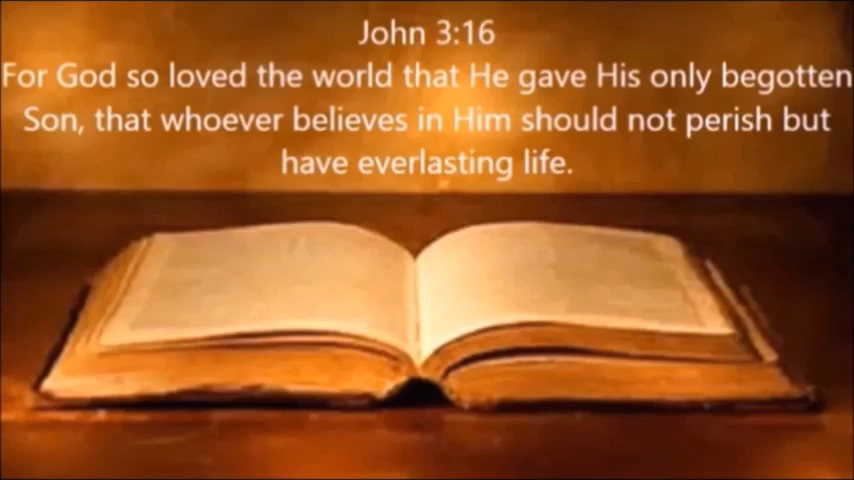 John 3:16
For God so loved the world that He gave His only begotten
Son, that whoever believes in Him should not perish but
have everlasting life.